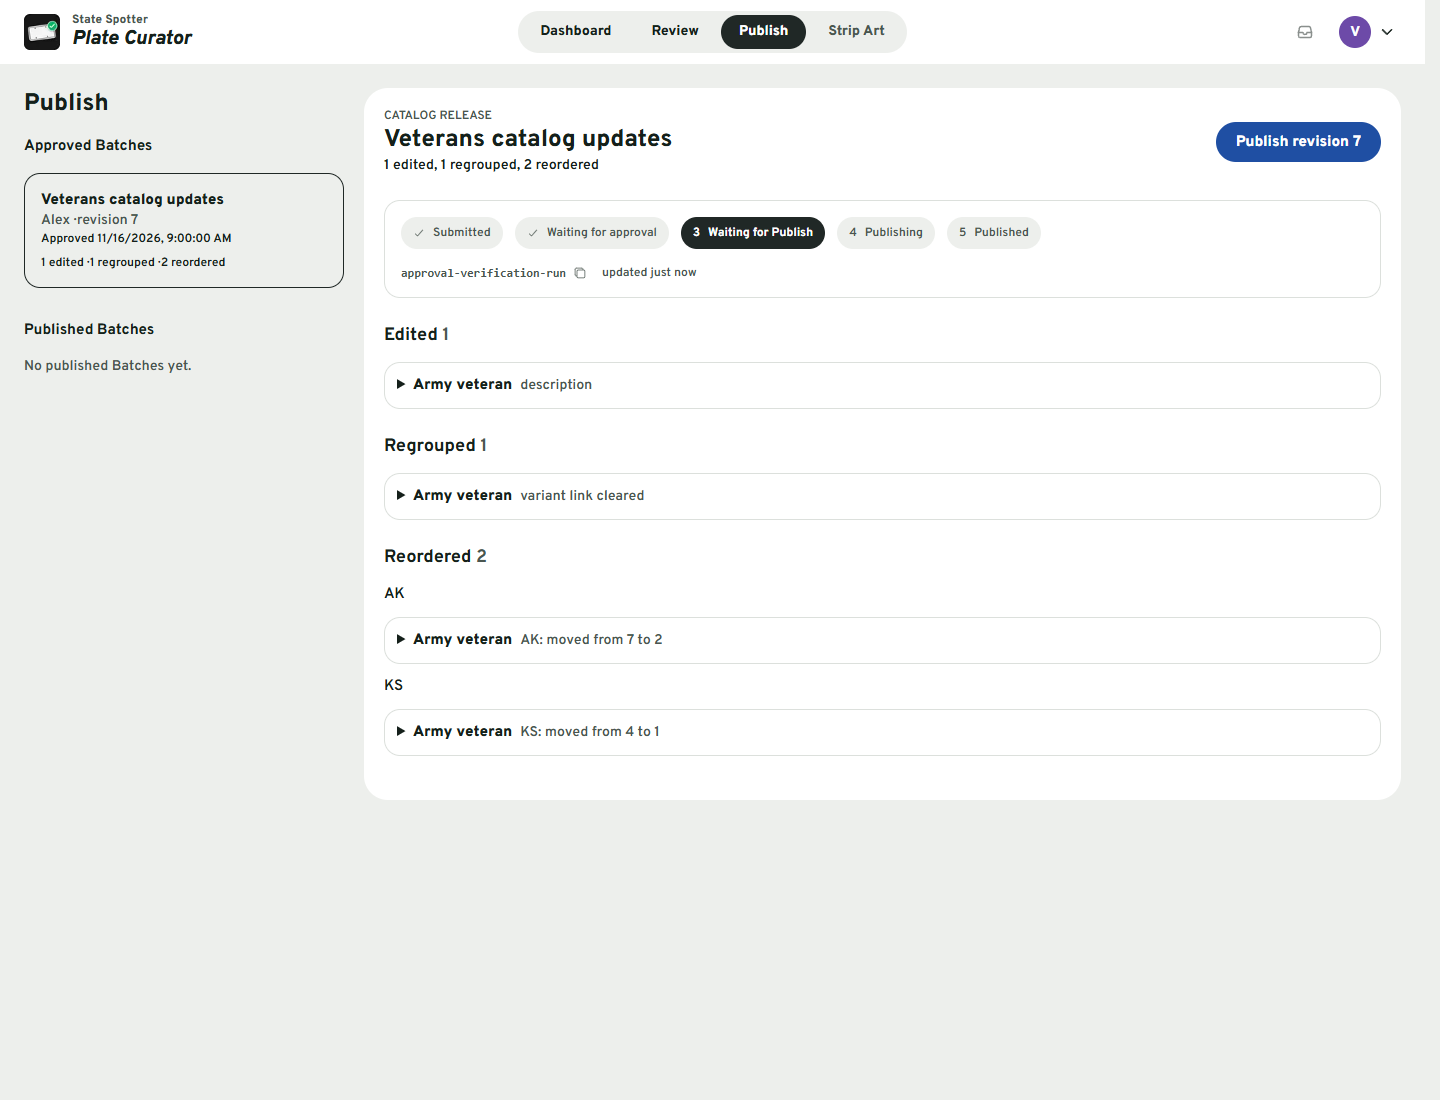 State Spotter
Plate Curator
Dashboard
Review
Publish
Strip Art
V
Publish
Approved Batches
Veterans catalog updates
Alex ·revision 7
Approved 11/16/2026, 9:00:00 AM
1 edited ·1 regrouped ·2 reordered
Published Batches
No published Batches yet.
CATALOG RELEASE
Veterans catalog updates
1 edited, 1 regrouped, 2 reordered
Publish revision 7
Submitted
Waiting for approval
3 Waiting for Publish
4 Publishing
5 Published
approval-verification-run updated just now
Edited 1
Army veteran description
Regrouped 1
Army veteran variant link cleared
Reordered 2
AK
Army veteran AK: moved from 7 to 2
KS
Army veteran KS: moved from 4 to 1